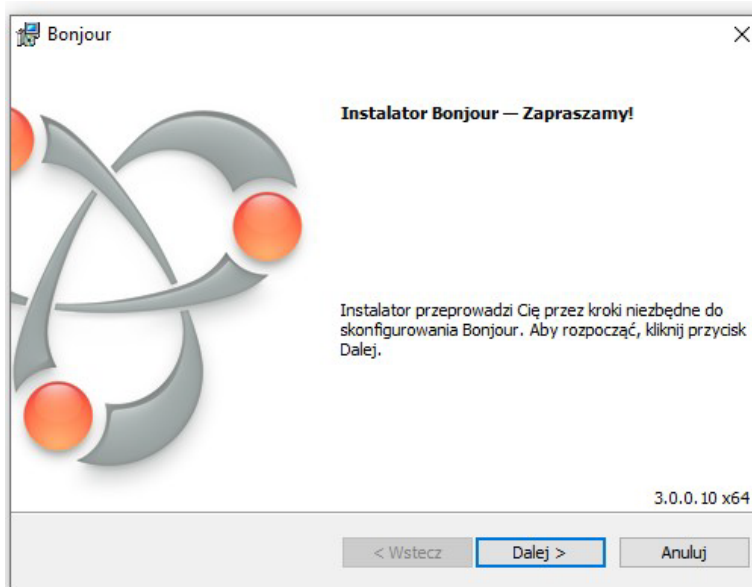 Bonjour
Instalator Bonjour — Zapraszamy!
Instalator przeprowadzi Cię przez kroki niezbędne do
skonfigurowania Bonjour. Aby rozpocząć, kliknij przycisk
Dalej.
3.0.0.10 x64
< Wstecz Dalej > Anuluj